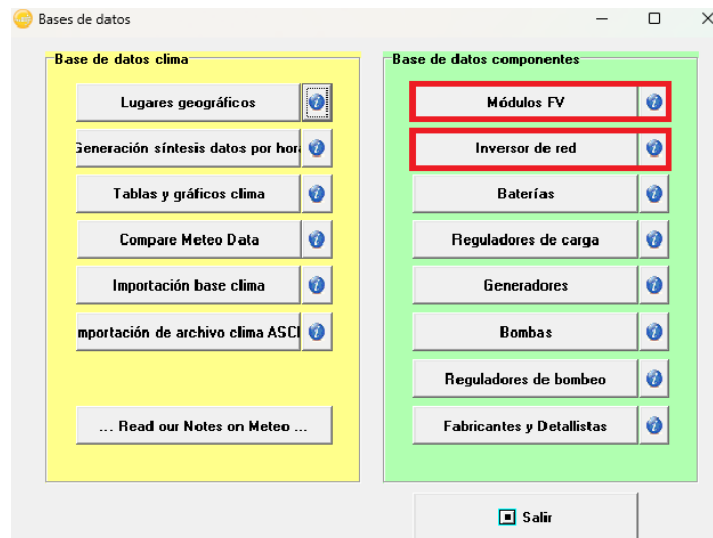 Bases de datos
Base de datos clima
Lugares geográficos
Generación síntesis datos por hor
Tablas y gráficos clima
Compare Meteo Data
Importación base clima
mportación de archivo clima ASCI
... Read our Notes on Meteo ...
Base de datos componentes
Módulos FV
Inversor de red
Baterías
Reguladores de carga
Generadores
Bombas
Reguladores de bombeo
Fabricantes y Detallistas
Salir